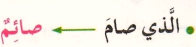 • الَّذي صامَ ← صائِمٌ